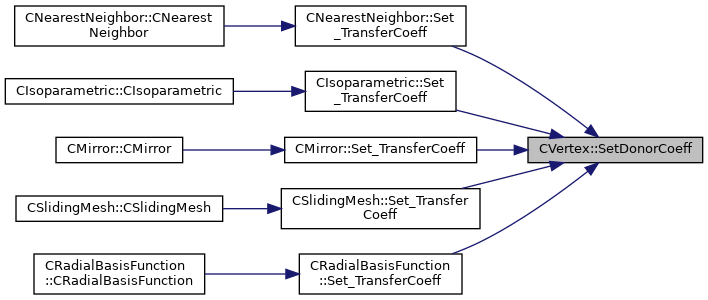 CNearestNeighbor::CNearest
Neighbor
CNearestNeighbor::Set
_TransferCoeff
CIsoparametric::CIsoparametric
CIsoparametric::Set
_TransferCoeff
CMirror::CMirror
CMirror::Set_TransferCoeff
CVertex::SetDonorCoeff
CSlidingMesh::CSlidingMesh
CSlidingMesh::Set_Transfer
Coeff
CRadialBasisFunction
::CRadialBasisFunction
CRadialBasisFunction
::Set_TransferCoeff